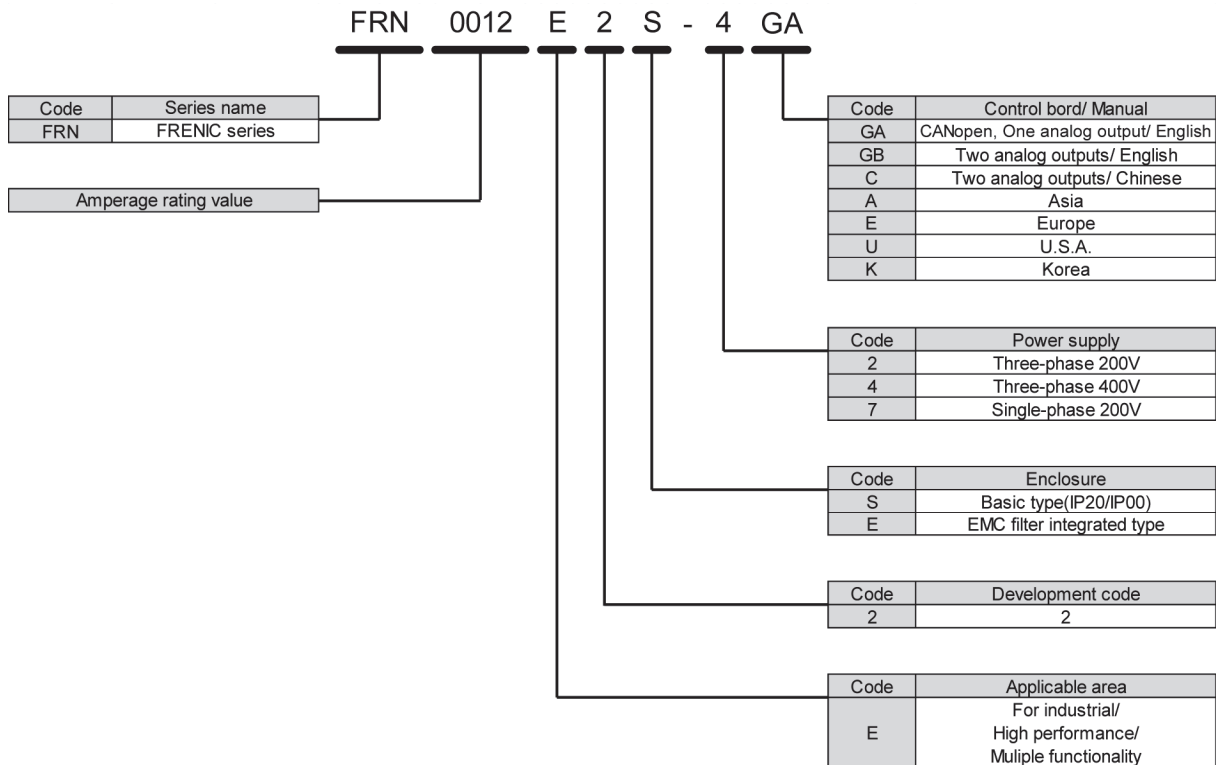 FRN 0012 E 2 S - 4 GA
Code Series name
FRN FRENIC series
Amperage rating value
Code Control bord/ Manual
GA CANopen, One analog output/ English
GB Two analog outputs/ English
C Two analog outputs/ Chinese
A Asia
E Europe
U U.S.A.
K Korea
Code Power supply
2 Three-phase 200V
4 Three-phase 400V
7 Single-phase 200V
Code Enclosure
S Basic type(IP20/IP00)
E EMC filter integrated type
Code Development code
2 2
Code Applicable area
For industrial/
E High performance/
Muliple functionality